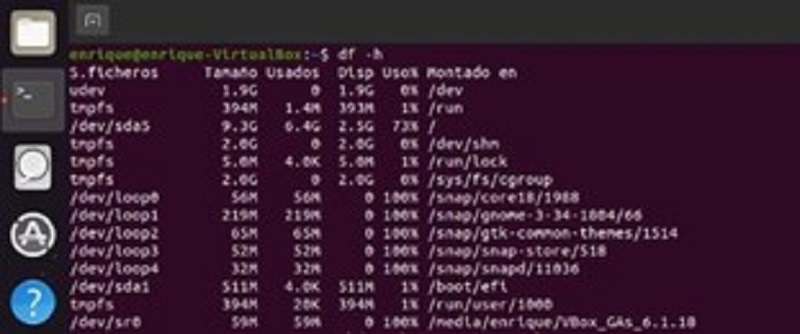 enrique@enrique-VirtualBox:~$ df -h
S.ficheros Tamaño Usados Disp Uso% Montado en
udev 1.9G 0 1.9G 0% /dev
tmpfs 394M 1.4M 393M 1% /run
/dev/sda5 9.3G 6.4G 2.5G 73% /
tmpfs 2.0G 0 2.0G 0% /dev/shm
tmpfs 5.0M 4.0K 5.0M 1% /run/lock
tmpfs 2.0G 0 2.0G 0% /sys/fs/cgroup
/dev/loop0 56M 56M 0 100% /snap/core18/1988
/dev/loop1 219M 219M 0 100% /snap/gnome-3-34-1804/66
/dev/loop2 65M 65M 0 100% /snap/gtk-common-themes/1514
/dev/loop3 52M 52M 0 100% /snap/snap-store/518
/dev/loop4 32M 32M 0 100% /snap/snapd/11036
/dev/sda1 511M 4.0K 511M 1% /boot/efi
tmpfs 394M 28K 394M 1% /run/user/1000
/dev/sr0 59M 59M 0 100% /media/enrique/VBox_GAs_6.1.18